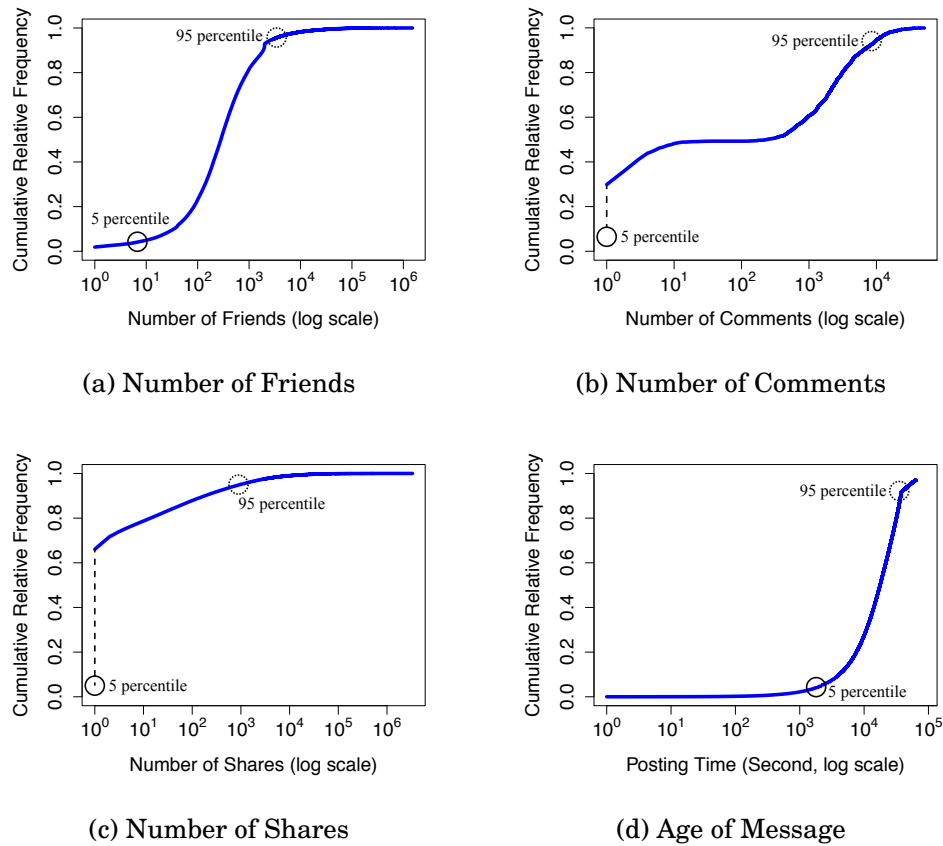 Cumulative Relative Frequency
0.0 0.2 0.4 0.6 0.8 1.0
95 percentile
5 percentile
10^0 10^1 10^2 10^3 10^4 10^5 10^6
Number of Friends (log scale)
(a) Number of Friends
Cumulative Relative Frequency
0.0 0.2 0.4 0.6 0.8 1.0
95 percentile
5 percentile
10^0 10^1 10^2 10^3 10^4
Number of Comments (log scale)
(b) Number of Comments
Cumulative Relative Frequency
0.0 0.2 0.4 0.6 0.8 1.0
95 percentile
5 percentile
10^0 10^1 10^2 10^3 10^4 10^5 10^6
Number of Shares (log scale)
(c) Number of Shares
Cumulative Relative Frequency
0.0 0.2 0.4 0.6 0.8 1.0
95 percentile
5 percentile
10^0 10^1 10^2 10^3 10^4 10^5
Posting Time (Second, log scale)
(d) Age of Message